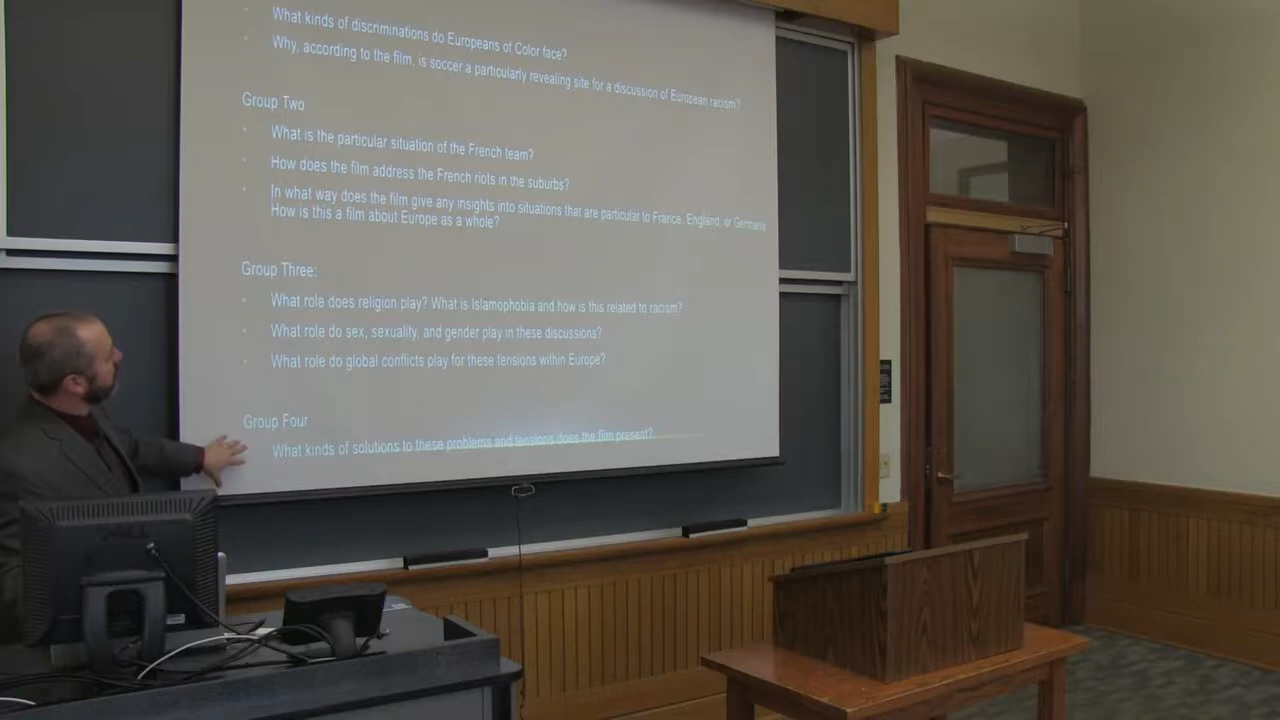 What kinds of discriminations do Europeans of Color face?
Why, according to the film, is soccer a particularly revealing site for a discussion of European racism?
Group Two
What is the particular situation of the French team?
How does the film address the French riots in the suburbs?
In what way does the film give any insights into situations that are particular to France, England, or Germany
How is this a film about Europe as a whole?
Group Three:
What role does religion play? What is Islamophobia and how is this related to racism?
What role do sex, sexuality, and gender play in these discussions?
What role do global conflicts play for these tensions within Europe?
Group Four
What kinds of solutions to these problems and tensions does the film present?